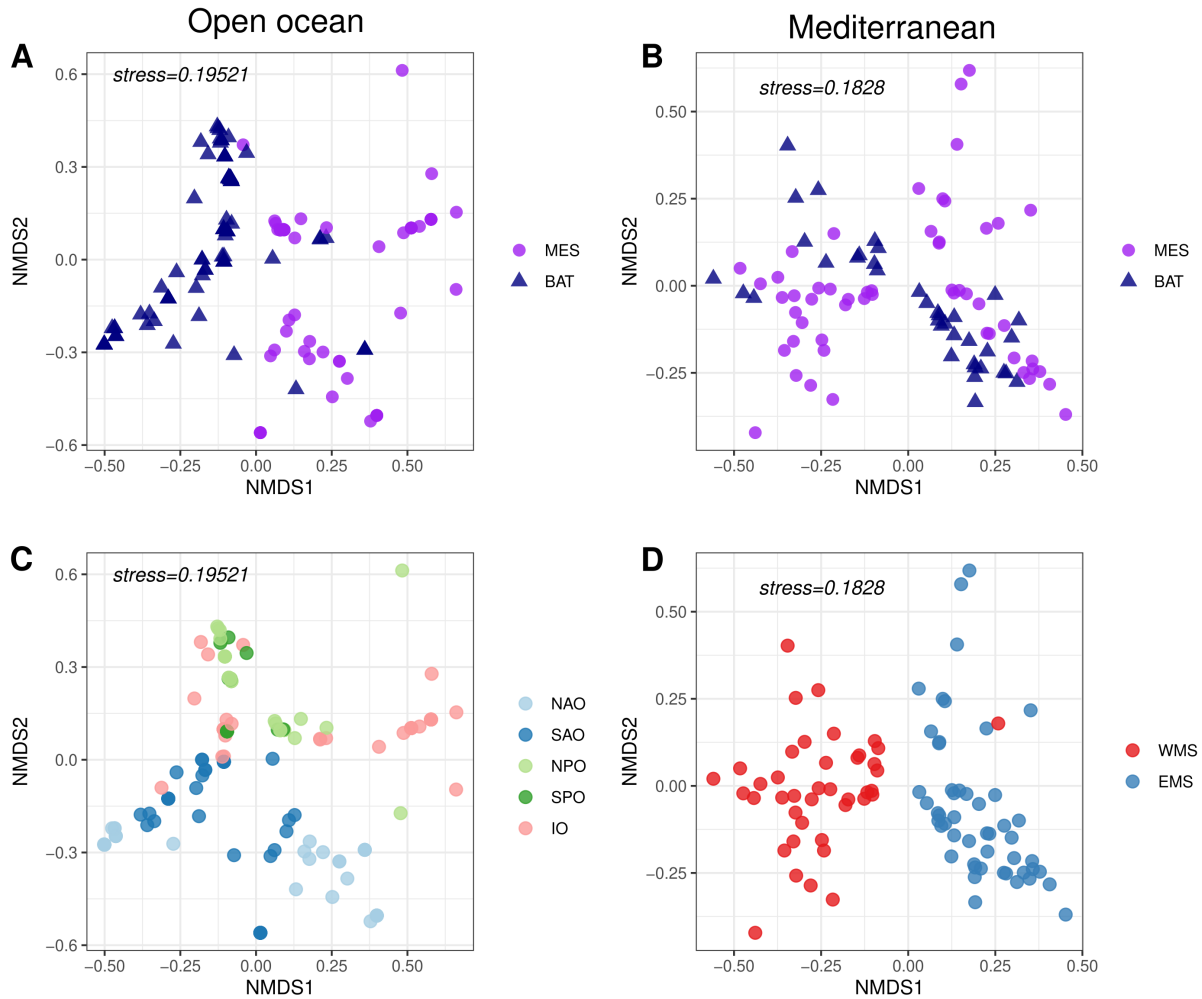 Open ocean
Mediterranean
A
stress=0.19521
0.6
0.3
0.0
−0.3
−0.6
NMDS2
−0.50
−0.25
0.00
0.25
0.50
NMDS1
MES
BAT
B
stress=0.1828
0.50
0.25
0.00
−0.25
NMDS2
−0.50
−0.25
0.00
0.25
0.50
NMDS1
MES
BAT
C
stress=0.19521
0.6
0.3
0.0
−0.3
−0.6
NMDS2
−0.50
−0.25
0.00
0.25
0.50
NMDS1
NAO
SAO
NPO
SPO
IO
D
stress=0.1828
0.50
0.25
0.00
−0.25
NMDS2
−0.50
−0.25
0.00
0.25
0.50
NMDS1
WMS
EMS